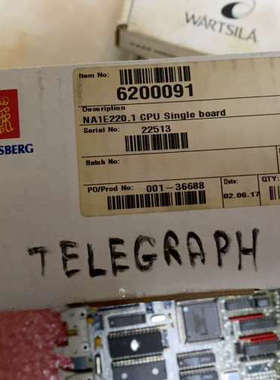 WÄRTSILÄ
Item No:
6200091
Description
NA1E220.1 CPU Single board
Serial No:
22513
Batch No:
PO/Prod No: 001-36688
02.06.17
QTY:
SBERG
TELEGRAPH